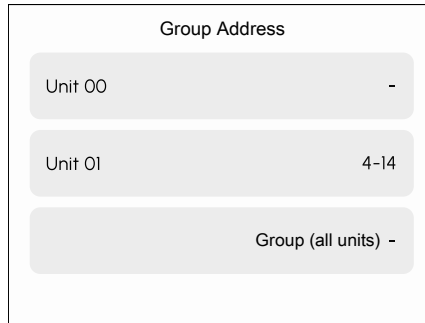 Group Address
Unit 00 -
Unit 01 4-14
Group (all units) -